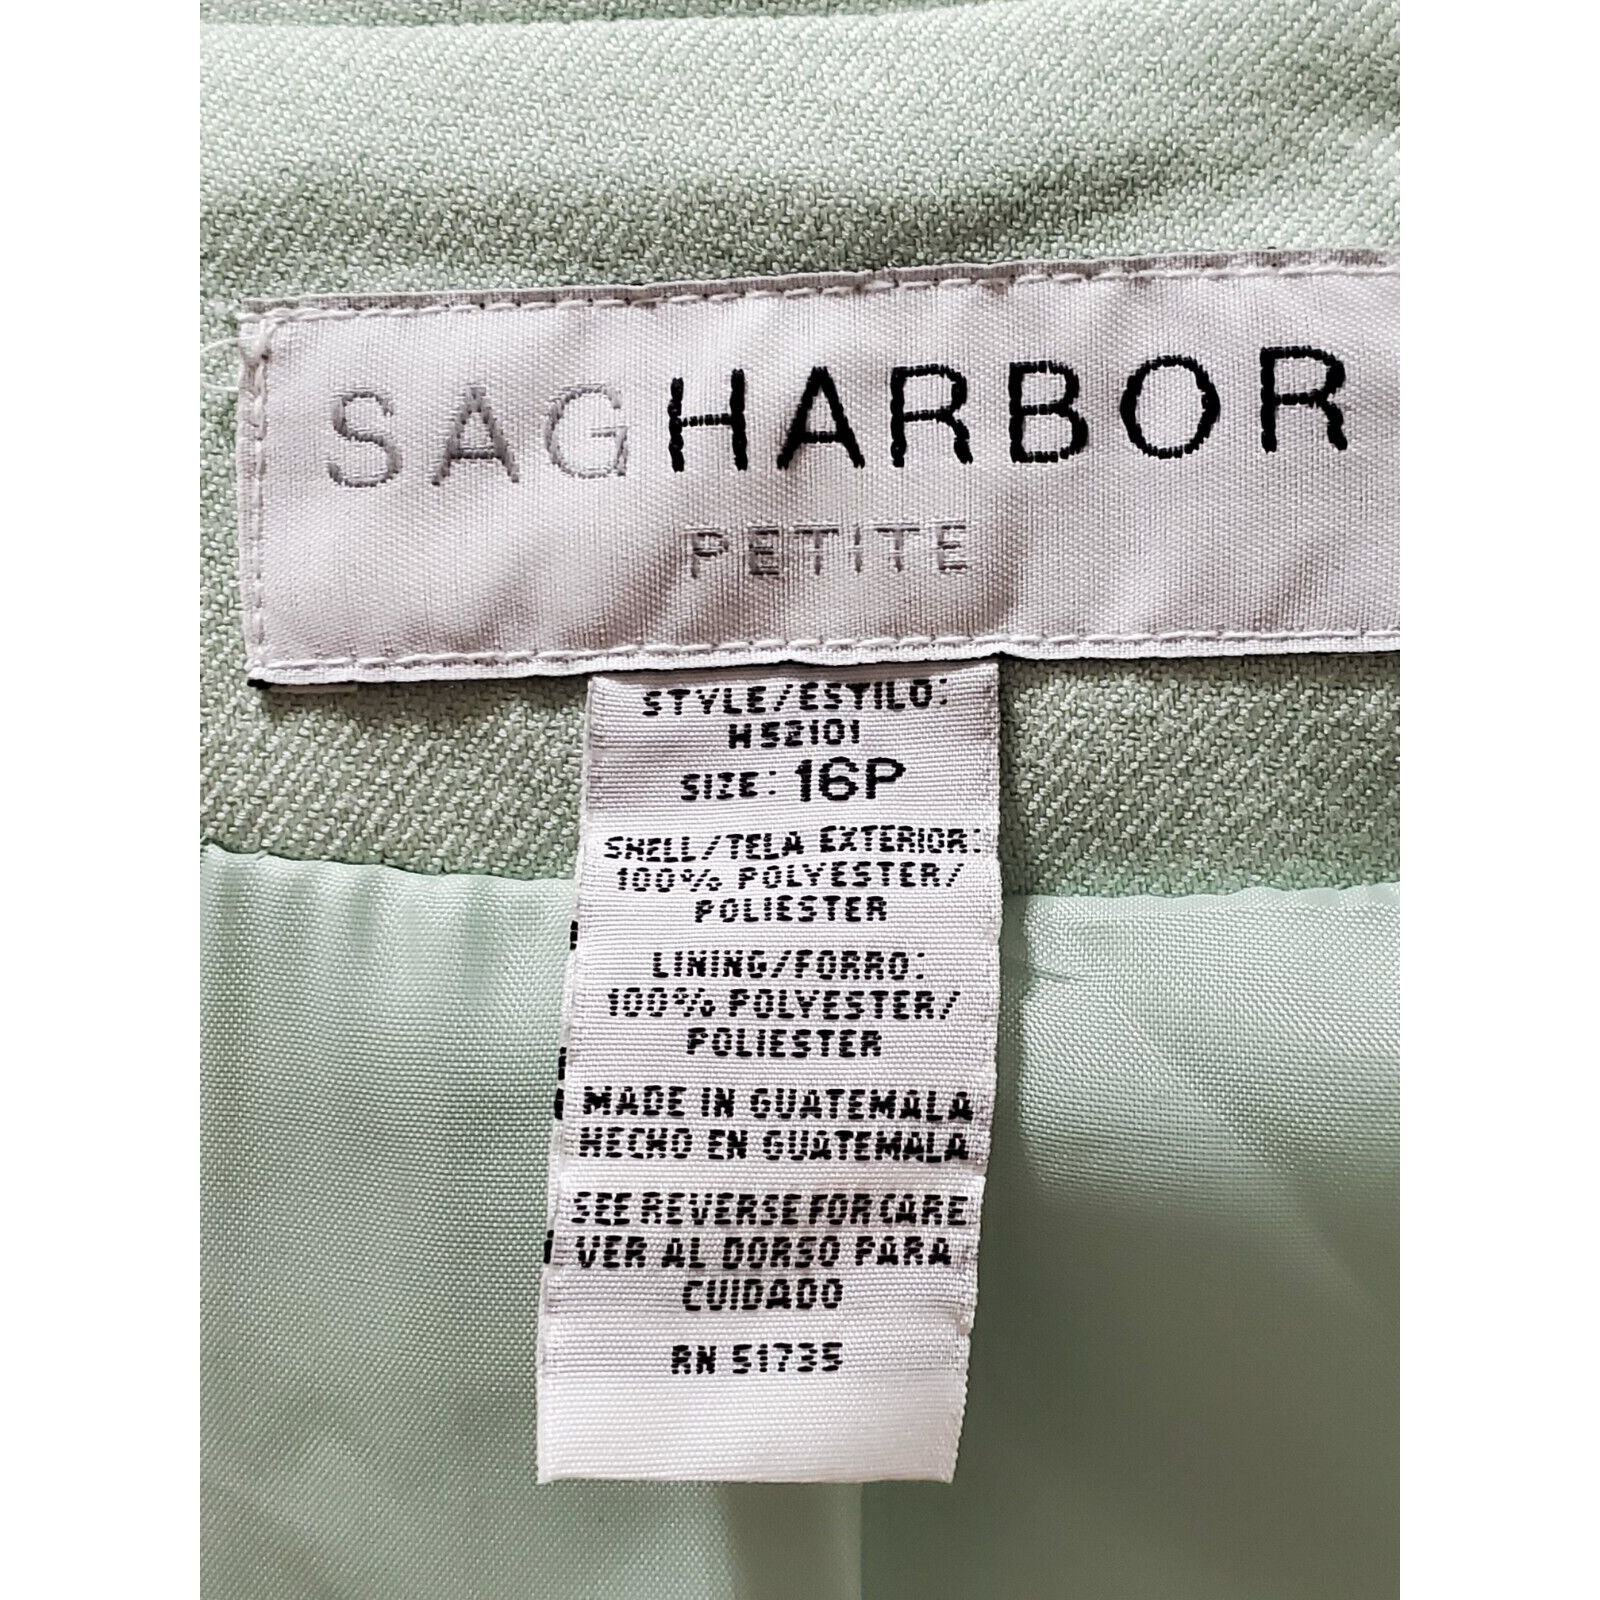 SAGHARBOR
PETITE
STYLE/ESTILO:
H52101
SIZE: 16P
SHELL/TELA EXTERIOR:
100% POLYESTER/
POLIESTER
LINING/FORRO:
100% POLYESTER/
POLIESTER
MADE IN GUATEMALA
HECHO EN GUATEMALA
SEE REVERSE FOR CARE
VER AL DORSO PARA
CUIDADO
RN 51735